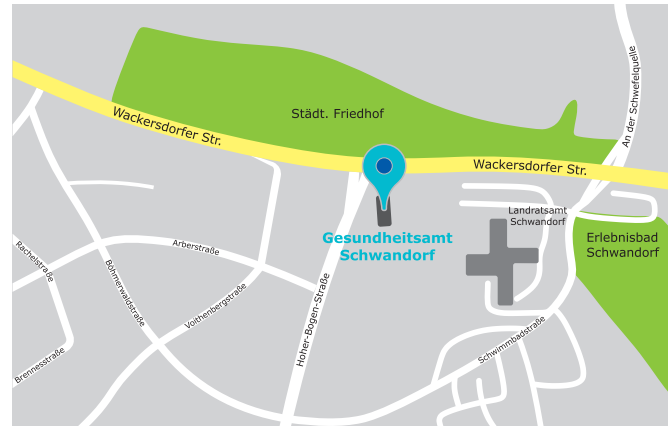 Städt. Friedhof
Wackersdorfer Str.
Wackersdorfer Str.
An der Schwefelquelle
Landratsamt
Schwandorf
Gesundheitsamt
Schwandorf
Erlebnisbad
Schwandorf
Arberstraße
Rachelstraße
Böhmerwaldstraße
Voithenbergstraße
Hoher-Bogen-Straße
Schwimmbadstraße
Brennesstraße